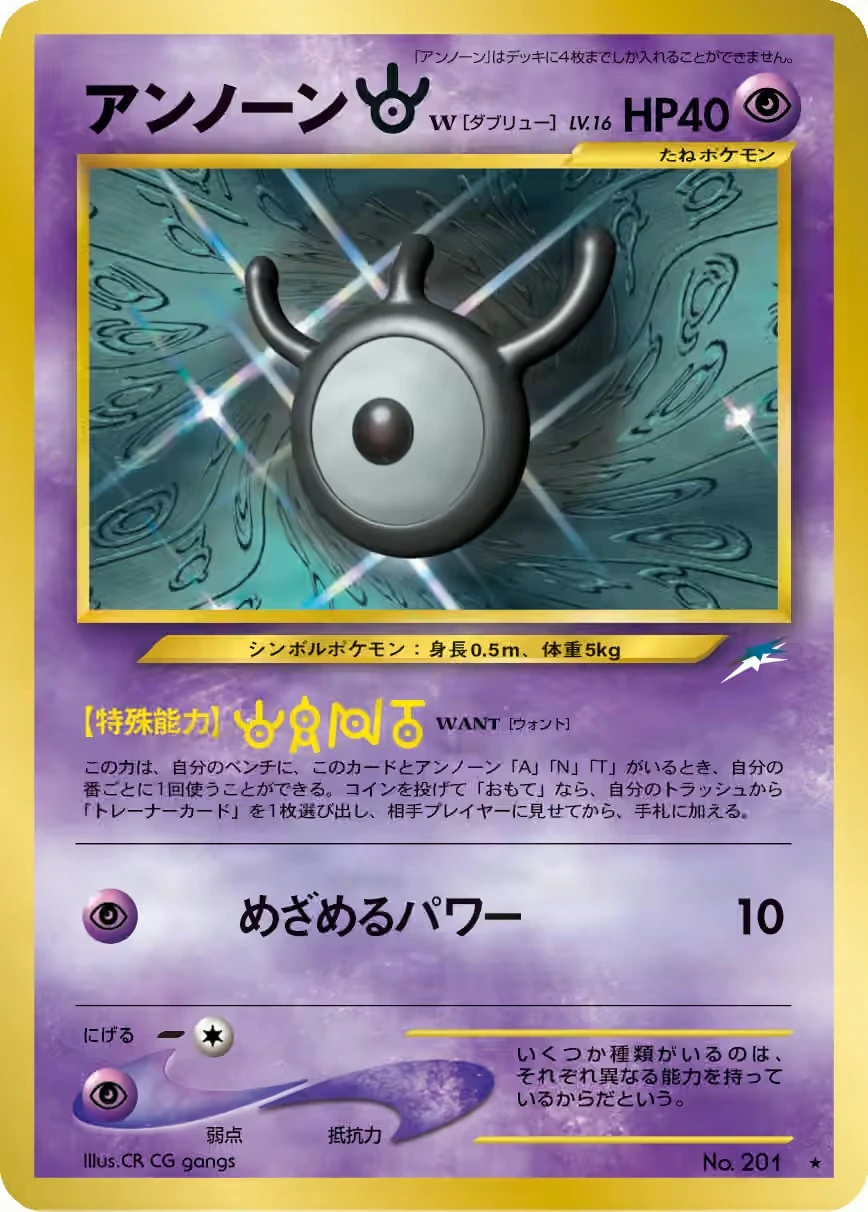 「アンノーン」はデッキに4枚までしか入れることができません。
アンノーン W [ダブリュー] LV.16 HP40
たねポケモン
シンボルポケモン：身長0.5m、体重5kg
【特殊能力】 WANT [ウォント]
この力は、自分のベンチに、このカードとアンノーン「A」「N」「T」がいるとき、自分の
番ごとに1回使うことができる。コインを投げて「おもて」なら、自分のトラッシュから
「トレーナーカード」を1枚選び出し、相手プレイヤーに見せてから、手札に加える。
めざめるパワー 10
にげる
弱点 抵抗力
いくつか種類がいるのは、
それぞれ異なる能力を持って
いるからだという。
Illus.CR CG gangs No. 201 ★